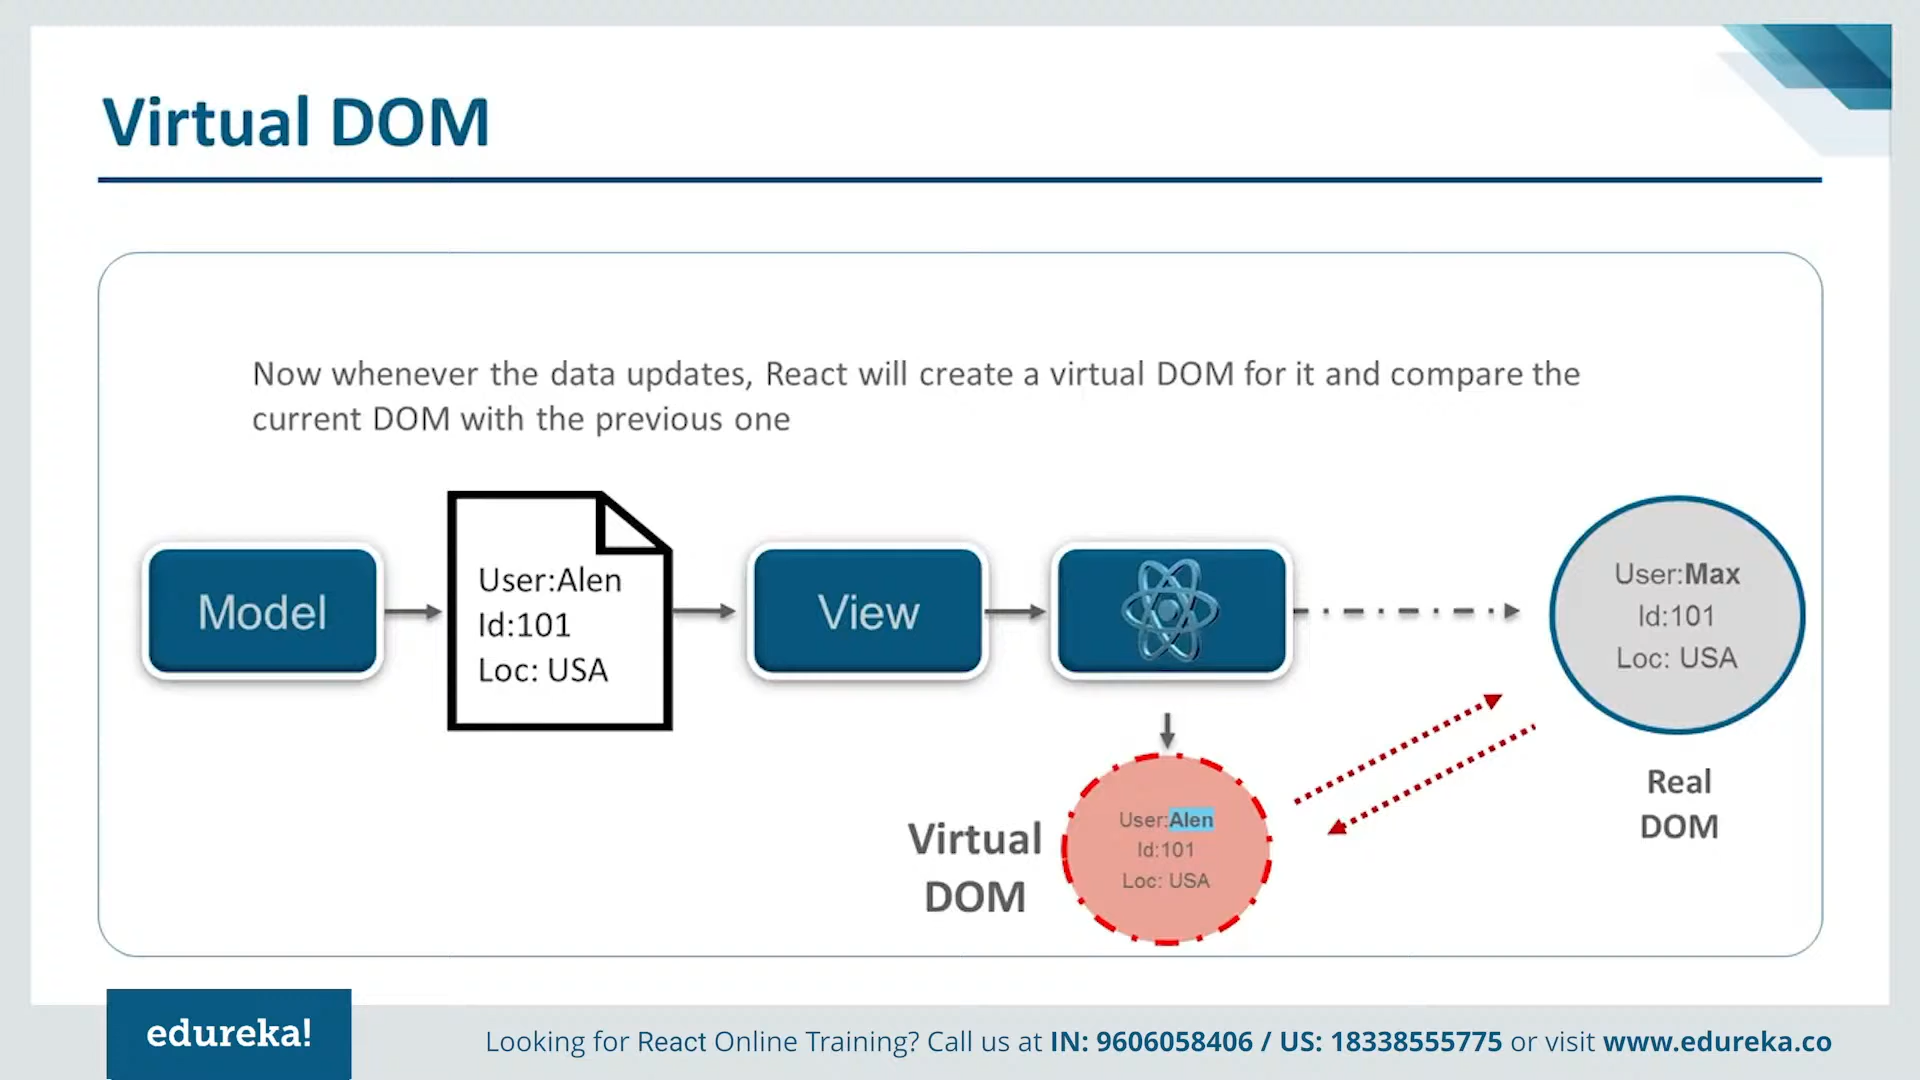 Virtual DOM
Now whenever the data updates, React will create a virtual DOM for it and compare the
current DOM with the previous one
Model
User:Alen
Id:101
Loc: USA
View
User:Max
Id:101
Loc: USA
Real
DOM
Virtual
DOM
User:Alen
Id:101
Loc: USA
edureka!
Looking for React Online Training? Call us at IN: 9606058406 / US: 18338555775 or visit www.edureka.co